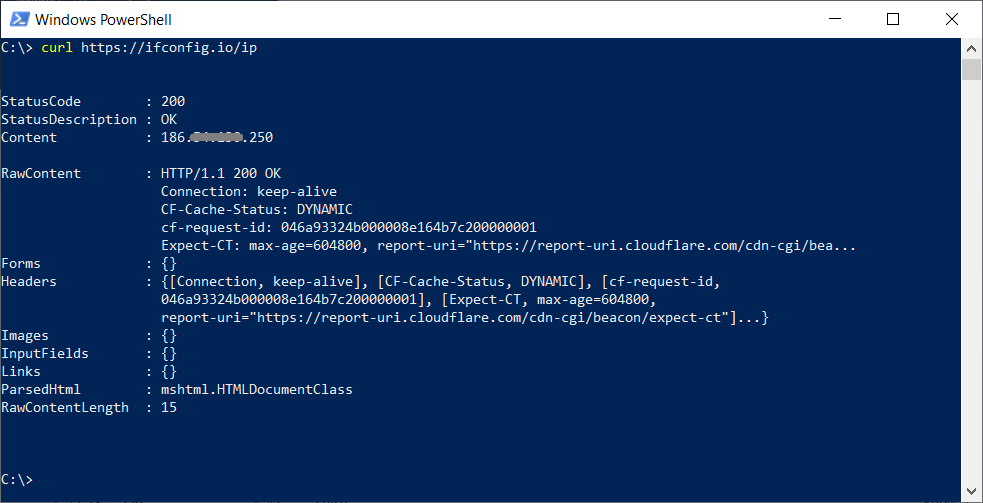 Windows PowerShell
C:\> curl https://ifconfig.io/ip
StatusCode : 200
StatusDescription : OK
Content : 186. .250
RawContent : HTTP/1.1 200 OK
Connection: keep-alive
CF-Cache-Status: DYNAMIC
cf-request-id: 046a93324b000008e164b7c200000001
Expect-CT: max-age=604800, report-uri="https://report-uri.cloudflare.com/cdn-cgi/bea...
Forms : {}
Headers : {[Connection, keep-alive], [CF-Cache-Status, DYNAMIC], [cf-request-id,
046a93324b000008e164b7c200000001], [Expect-CT, max-age=604800,
report-uri="https://report-uri.cloudflare.com/cdn-cgi/beacon/expect-ct"]...}
Images : {}
InputFields : {}
Links : {}
ParsedHtml : mshtml.HTMLDocumentClass
RawContentLength : 15
C:\>